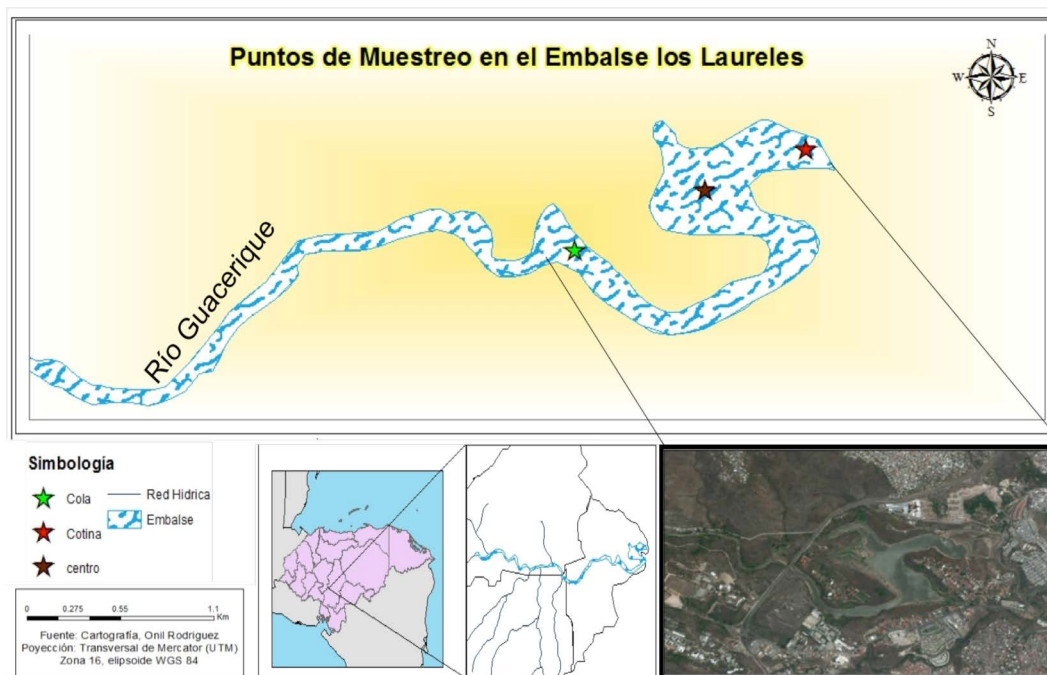 Puntos de Muestreo en el Embalse los Laureles
N
W
E
S
Río Guacerique
Simbología
Cola
Red Hidrica
Cotina
Embalse
centro
0 0.275 0.55 1.1
Km
Fuente: Cartografía, Onil Rodriguez
Poyección: Transversal de Mercator (UTM)
Zona 16, elipsoide WGS 84